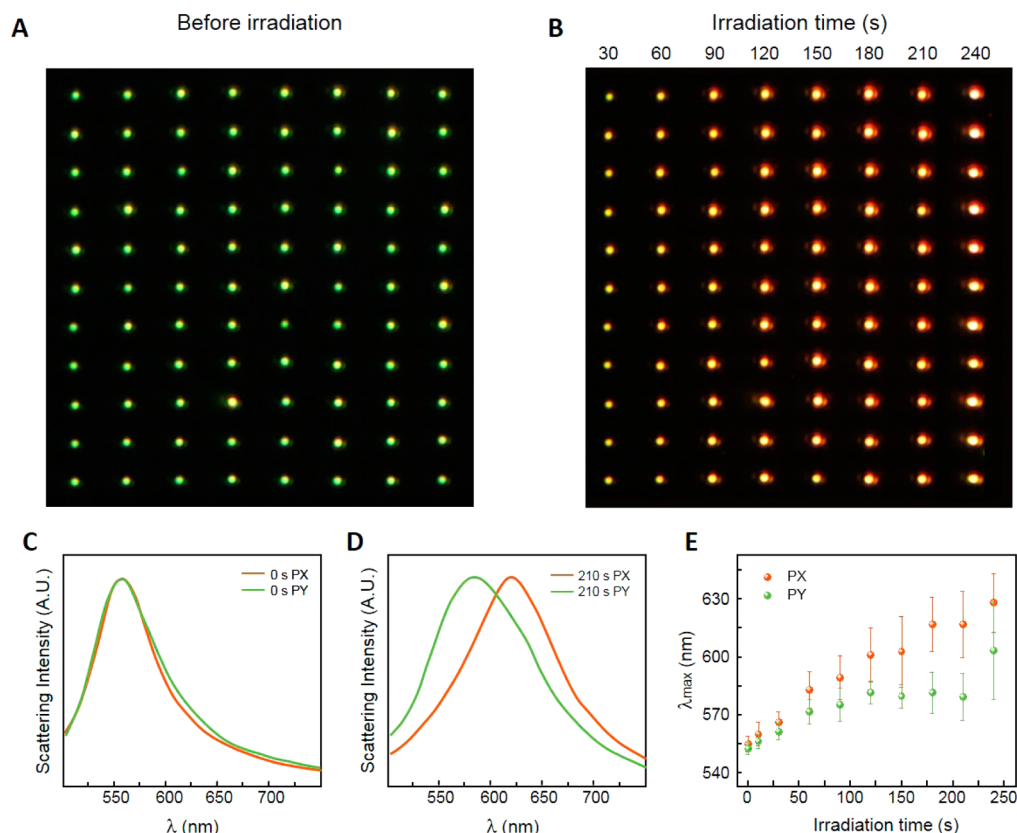 A
Before irradiation
B
Irradiation time (s)
30 60 90 120 150 180 210 240
C
0 s PX
0 s PY
Scattering Intensity (A.U.)
550 600 650 700
λ (nm)
D
210 s PX
210 s PY
Scattering Intensity (A.U.)
550 600 650 700
λ (nm)
E
PX
PY
λmax (nm)
630
600
570
540
0 50 100 150 200 250
Irradiation time (s)